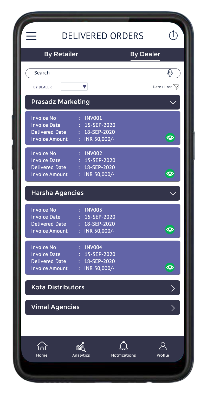 DELIVERED ORDERS
By Retailer By Dealer
Search
Prasadz Marketing
Invoice No : INV001
Invoice Date : 15-SEP-2020
Delivered Date : 18-SEP-2020
Invoice Amount : INR 50,000/-
Invoice No : INV002
Invoice Date : 15-SEP-2020
Delivered Date : 18-SEP-2020
Invoice Amount : INR 50,000/-
Harsha Agencies
Invoice No : INV003
Invoice Date : 15-SEP-2020
Delivered Date : 18-SEP-2020
Invoice Amount : INR 50,000/-
Invoice No : INV004
Invoice Date : 15-SEP-2020
Delivered Date : 18-SEP-2020
Invoice Amount : INR 50,000/-
Kota Distributors
Vimal Agencies
Home Analytics Notifications Profile